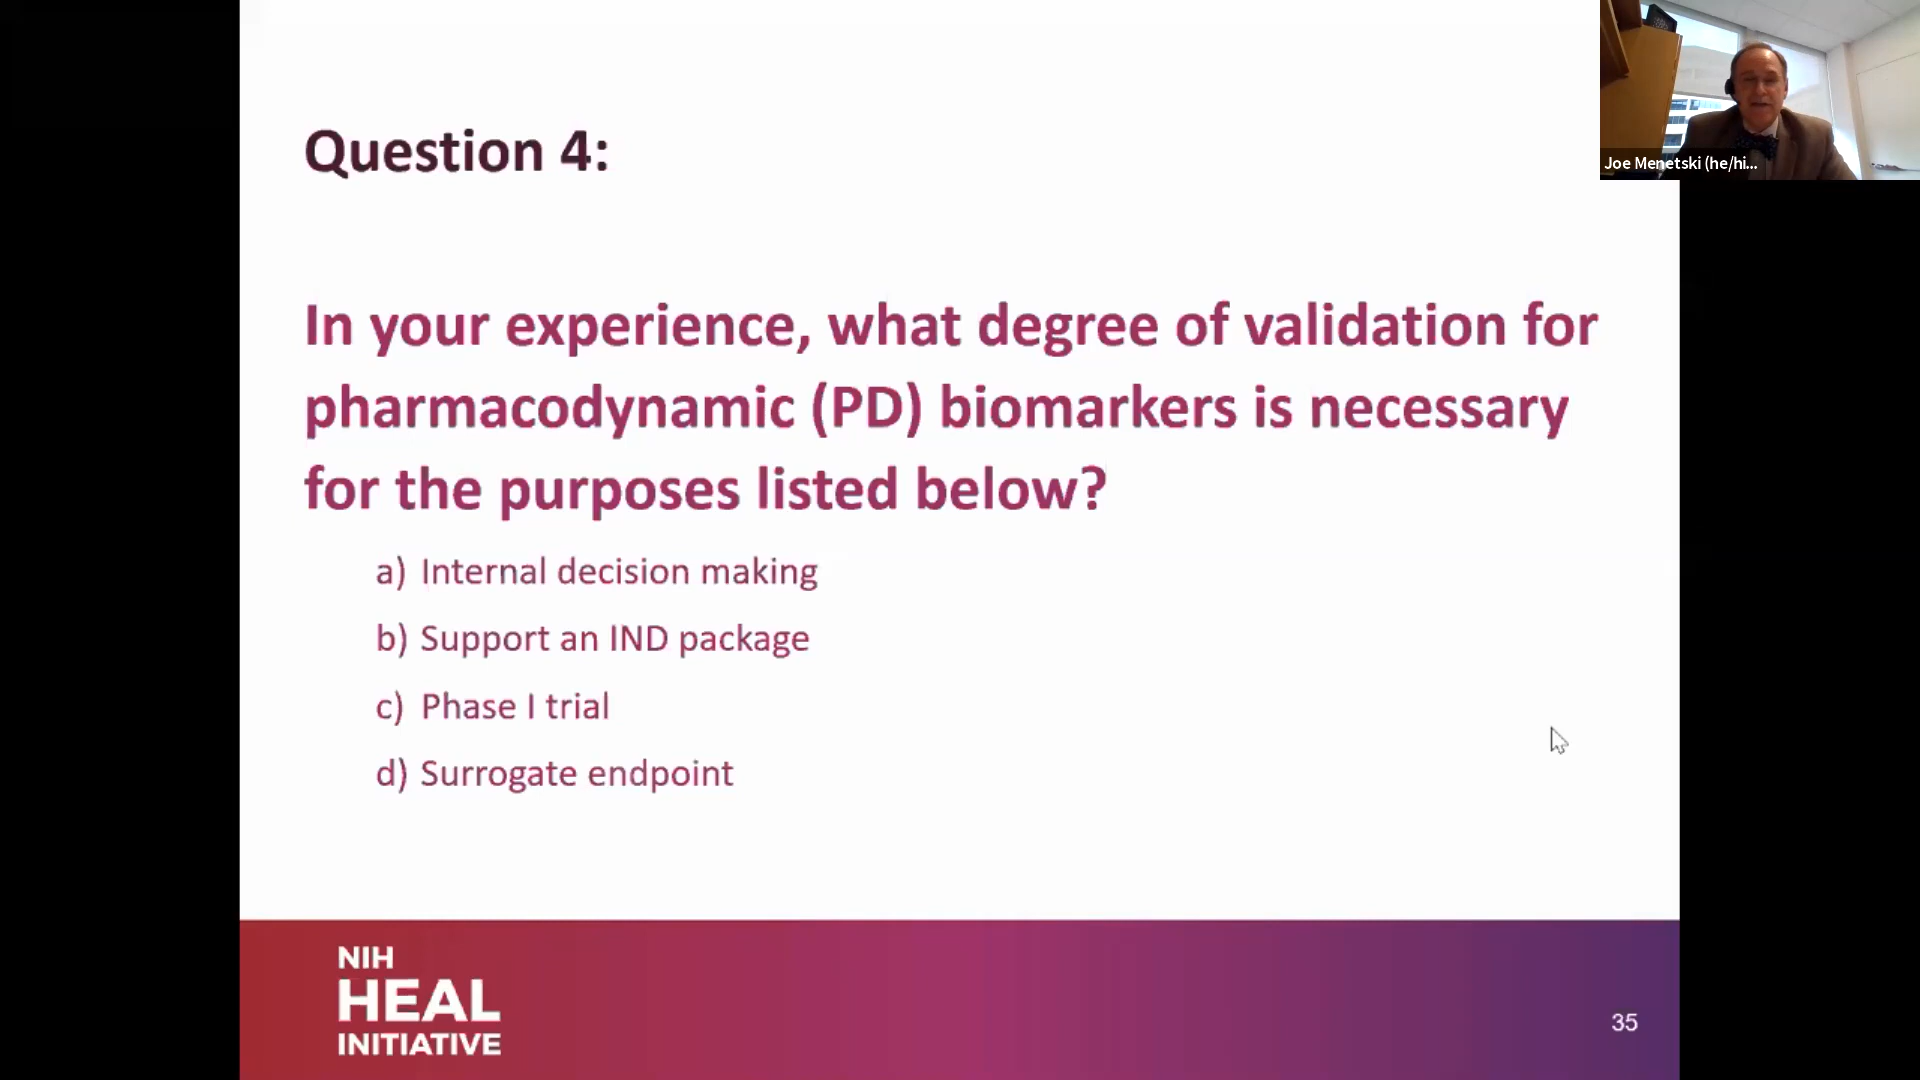 Question 4:
Joe Menetski (he/hi...
In your experience, what degree of validation for
pharmacodynamic (PD) biomarkers is necessary
for the purposes listed below?
a) Internal decision making
b) Support an IND package
c) Phase I trial
d) Surrogate endpoint
NIH
HEAL
INITIATIVE
35